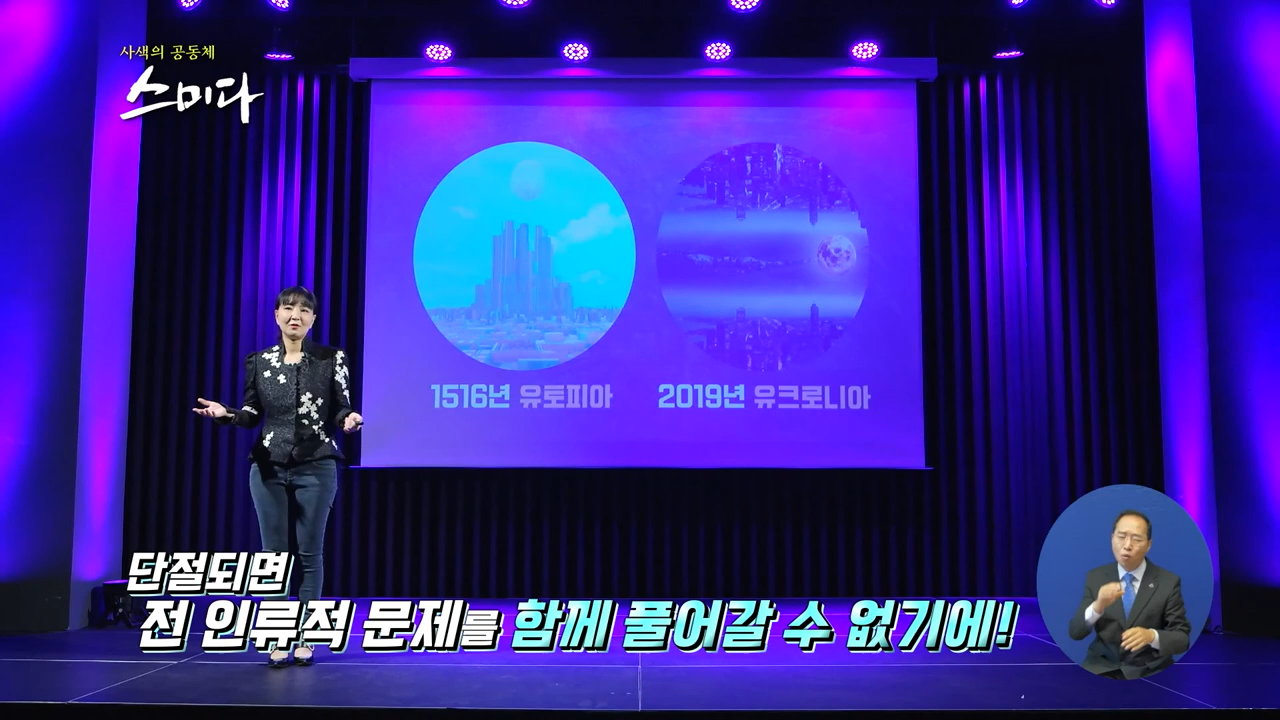 사색의 공동체
스미다
1516년 유토피아
2019년 유크로니아
단절되면
전 인류적 문제를 함께 풀어갈 수 없기에!